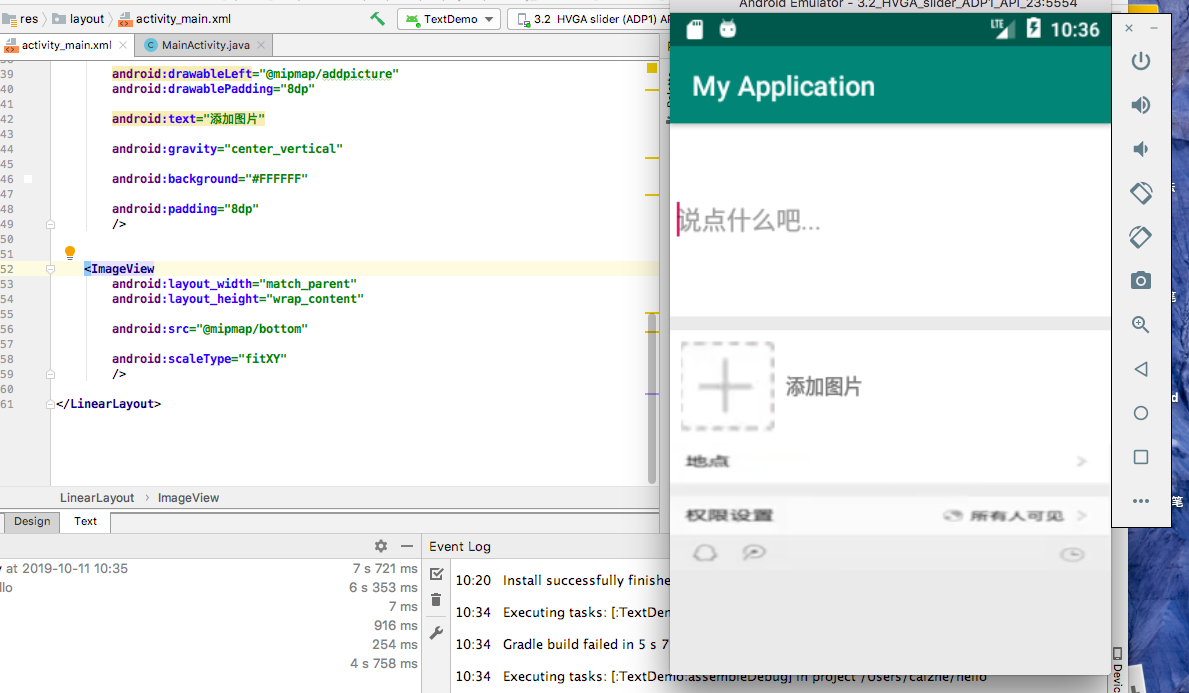 res
layout
activity_main.xml
TextDemo
3.2 HVGA slider (ADP1) AP
activity_main.xml
MainActivity.java
39 android:drawableLeft="@mipmap/addpicture"
40 android:drawablePadding="8dp"
41
42 android:text="添加图片"
43
44 android:gravity="center_vertical"
45
46 android:background="#FFFFFF"
47
48 android:padding="8dp"
49 />
50
51
52 <ImageView
53 android:layout_width="match_parent"
54 android:layout_height="wrap_content"
55
56 android:src="@mipmap/bottom"
57
58 android:scaleType="fitXY"
59 />
60
61 </LinearLayout>
LinearLayout › ImageView
Design
Text
at 2019-10-11 10:35
llo
7 s 721 ms
6 s 353 ms
7 ms
916 ms
254 ms
4 s 758 ms
Event Log
10:20 Install successfully finishe
10:34 Executing tasks: [:TextDem
10:34 Gradle build failed in 5 s 7
10:34 Executing tasks: [:TextDemo:assembleDebug] in project /Users/caizhe/hello
Android Emulator - 3.2_HVGA_slider_ADP1_API_23:5554
LTE
10:36
My Application
说点什么吧...
添加图片
地点
权限设置
所有人可见
笔